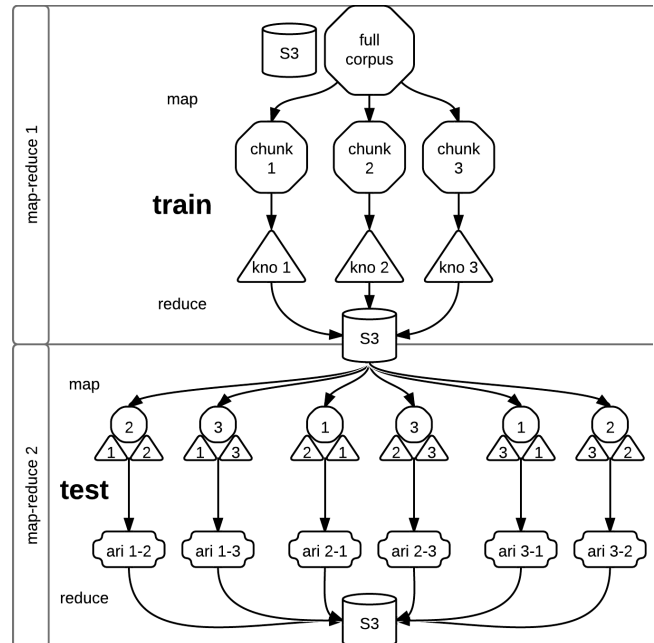 map-reduce 1
S3
full
corpus
map
chunk
1
chunk
2
chunk
3
train
kno 1
kno 2
kno 3
reduce
S3
map-reduce 2
map
2
3
1
3
1
2
1 2
1 3
2 1
2 3
3 1
3 2
test
ari 1-2
ari 1-3
ari 2-1
ari 2-3
ari 3-1
ari 3-2
reduce
S3